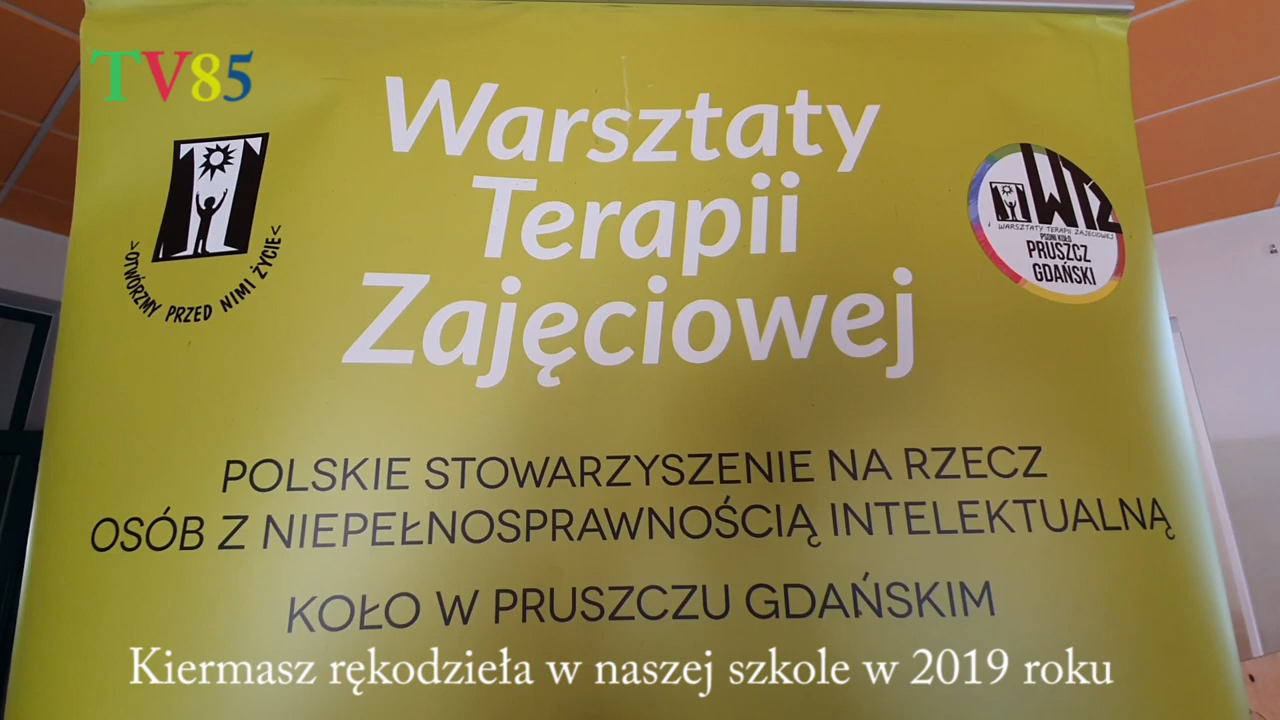 TV85
Warsztaty
Terapii
Zajęciowej
<OTWÓRZMY PRZED NIMI ŻYCIE<
WTZ
WARSZTATY TERAPII ZAJĘCIOWEJ
PSONI KOŁO
PRUSZCZ
GDAŃSKI
POLSKIE STOWARZYSZENIE NA RZECZ
OSÓB Z NIEPEŁNOSPRAWNOŚCIĄ INTELEKTUALNĄ
KOŁO W PRUSZCZU GDAŃSKIM
Kiermasz rękodzieła w naszej szkole w 2019 roku